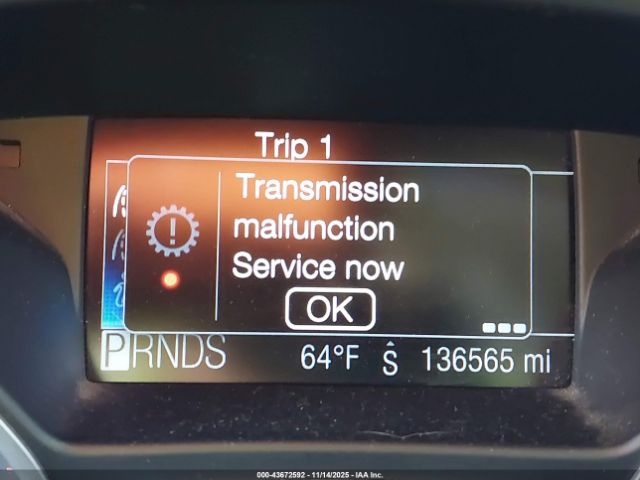 Trip 1
Transmission
malfunction
Service now
OK
PRNDS 64°F S 136565 mi
000-43672592 - 11/14/2025 - IAA Inc.